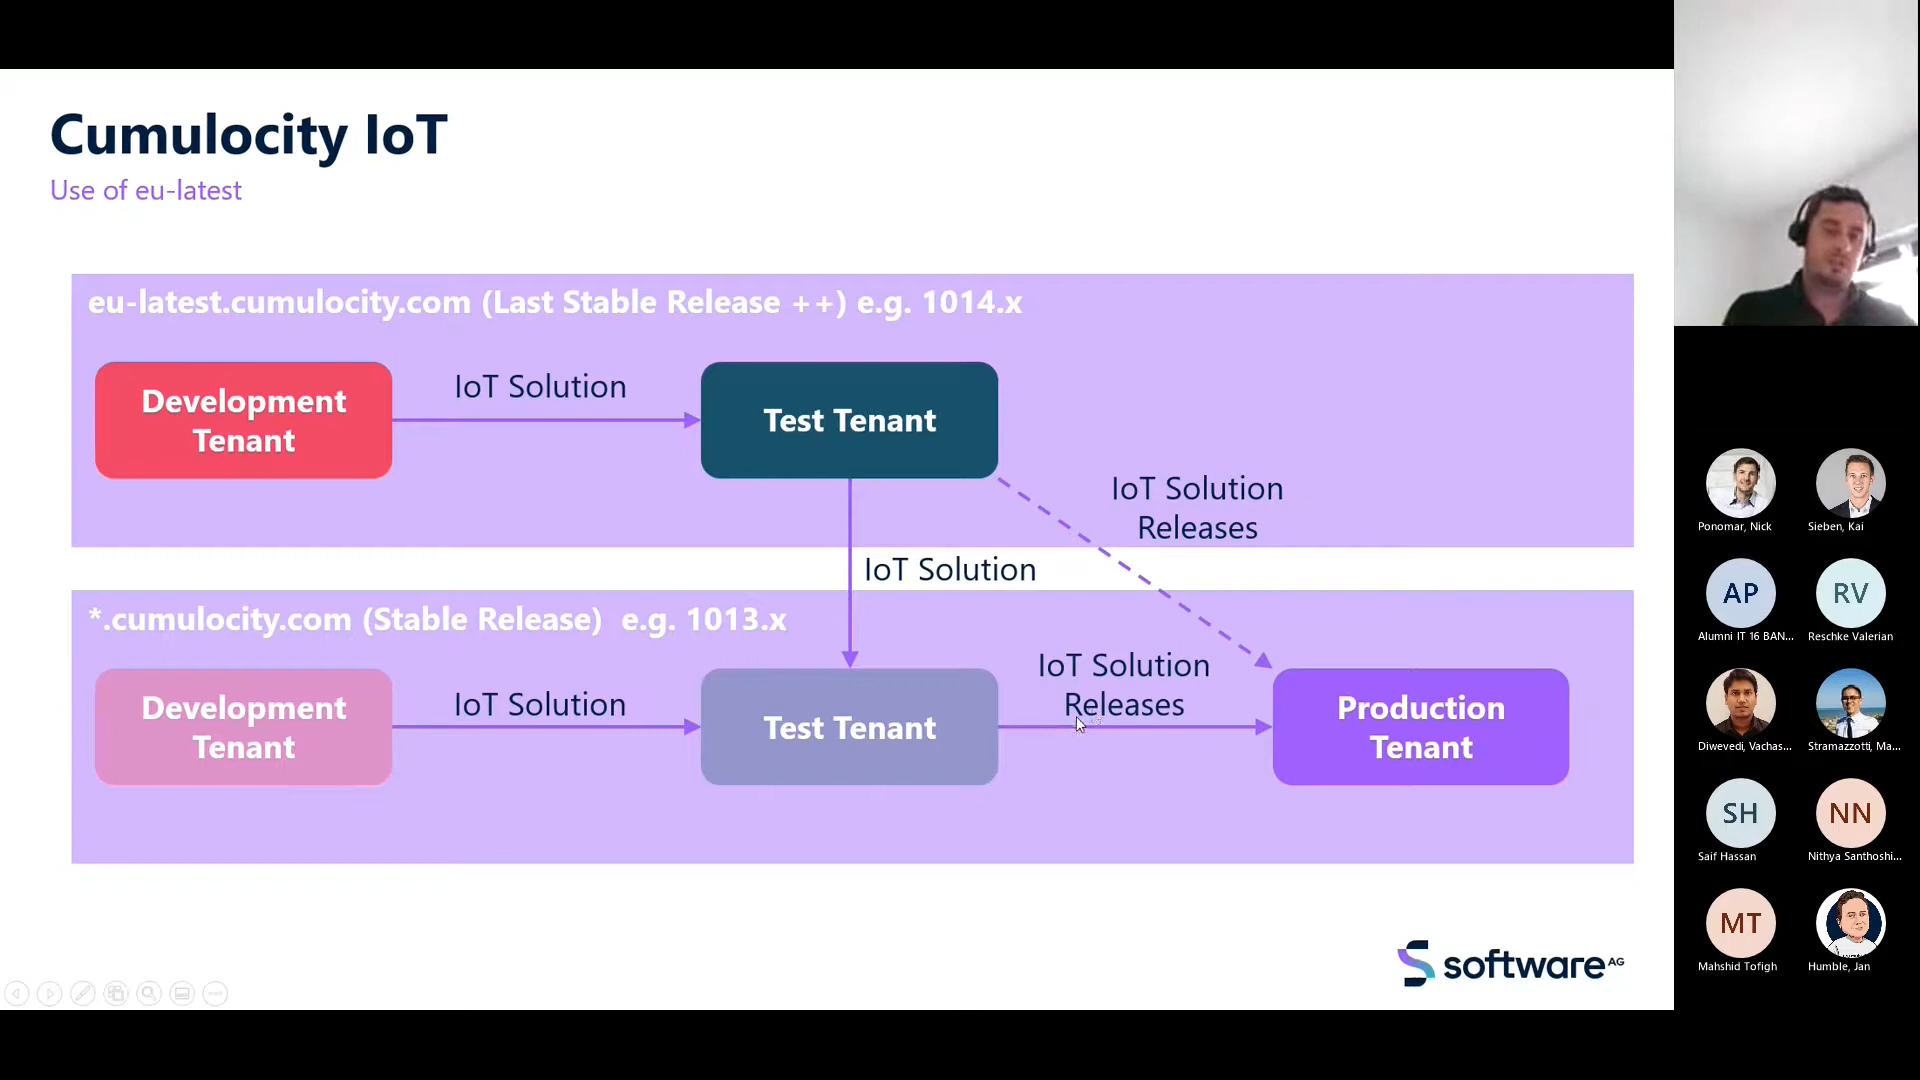 Cumulocity IoT
Use of eu-latest
eu-latest.cumulocity.com (Last Stable Release ++) e.g. 1014.x
Development
Tenant
IoT Solution
Test Tenant
IoT Solution
Releases
IoT Solution
*.cumulocity.com (Stable Release) e.g. 1013.x
Development
Tenant
IoT Solution
Test Tenant
IoT Solution
Releases
Production
Tenant
software AG
Ponomar, Nick
Sieben, Kai
AP
RV
Alumni IT 16 BAN...
Reschke Valerian
Diwevedi, Vachas...
Stramazzotti, Ma...
SH
NN
Saif Hassan
Nithya Santhoshi...
MT
Mahshid Tofigh
Humble, Jan